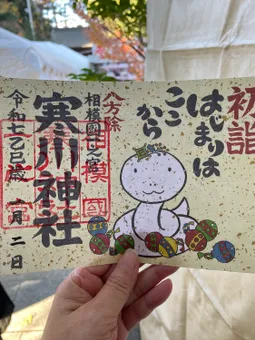 初詣
はじまりは
ここ
から
八方除
相模國一之宮
寒川神社
令和七乙巳歳 月二日